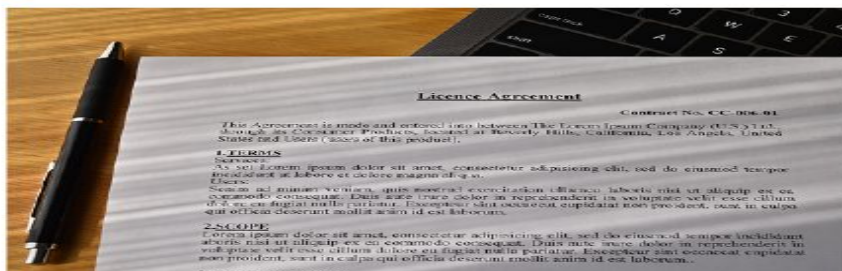 caps lock
Q
W
3
E
shift
A
S
Licence Agreement
Contract No. CC-006-01
This Agreement is made and entered into between The Lorem Ipsum Company (U.S.) Ltd.,
through its Consumer Products, located at Beverly Hills, California, Los Angels, United
States and Users (users of this product).
1.TERMS
Services:
As set Lorem ipsum dolor sit amet, consectetur adipisicing elit, sed do eiusmod tempor
incididunt ut labore et dolore magna aliqua.
Users:
ad minim veniam, quis nostrud exercitation ullamco laboris nisi ut aliquip ex ea
commodo consequat. Duis aute irure dolor in reprehenderit in voluptate velit esse cillum
eu fugiat nulla pariatur. Excepteur sint occaecat cupidatat non proident, sunt in culpa
qui officia deserunt mollit anim id est laborum.
2.SCOPE
Lorem ipsum dolor sit amet, consectetur adipisicing elit, sed do eiusmod tempor incididunt
laboris nisi ut aliquip ex ea commodo consequat. Duis aute irure dolor in reprehenderit in
voluptate velit esse cillum dolore eu fugiat nulla pariatur. Excepteur sint occaecat cupidatat
non proident, sunt in culpa qui officia deserunt mollit anim id est laborum..